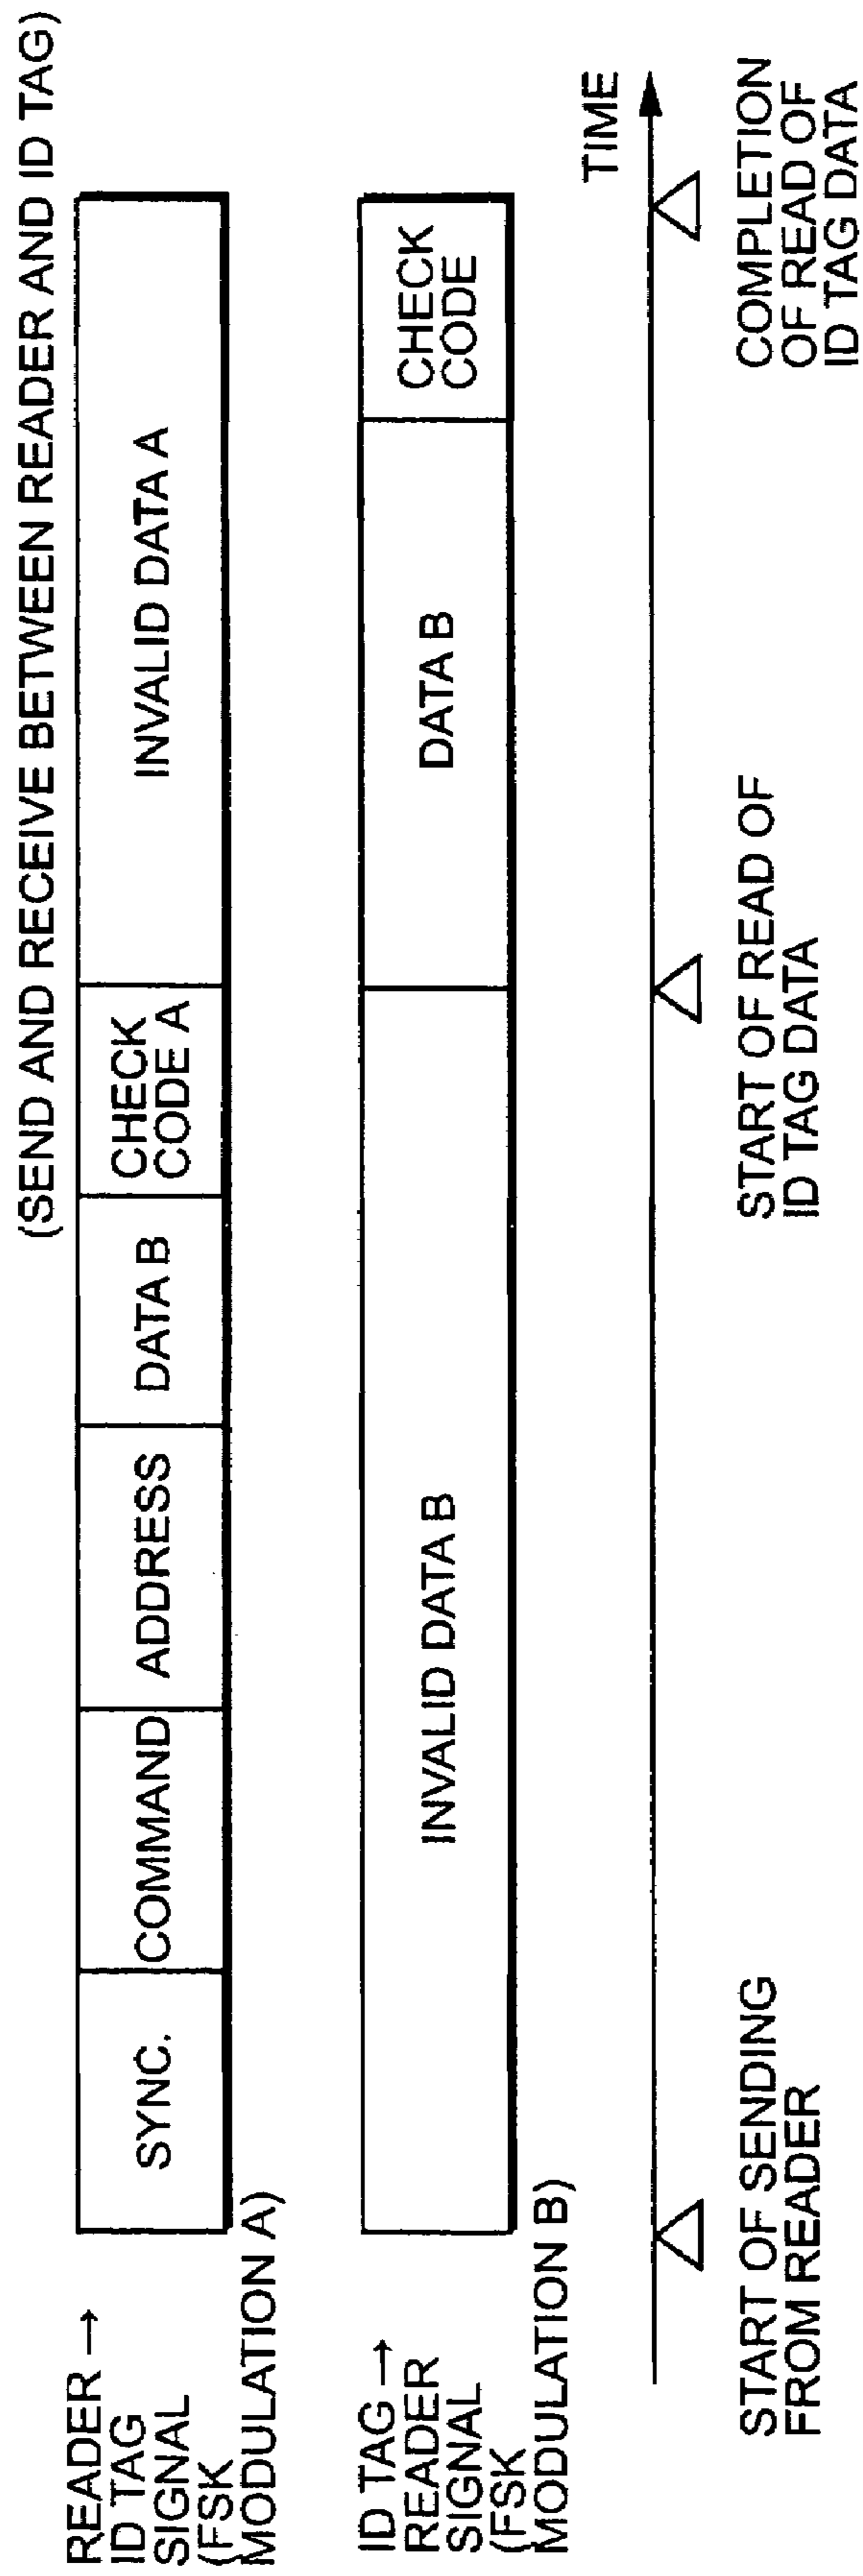 (SEND AND RECEIVE BETWEEN READER AND ID TAG)
READER →
ID TAG
SIGNAL
(FSK
MODULATION A)
SYNC.
COMMAND
ADDRESS
DATA B
CHECK
CODE A
INVALID DATA A
ID TAG →
READER
SIGNAL
(FSK
MODULATION B)
INVALID DATA B
DATA B
CHECK
CODE
TIME
START OF SENDING
FROM READER
START OF READ OF
ID TAG DATA
COMPLETION
OF READ OF
ID TAG DATA